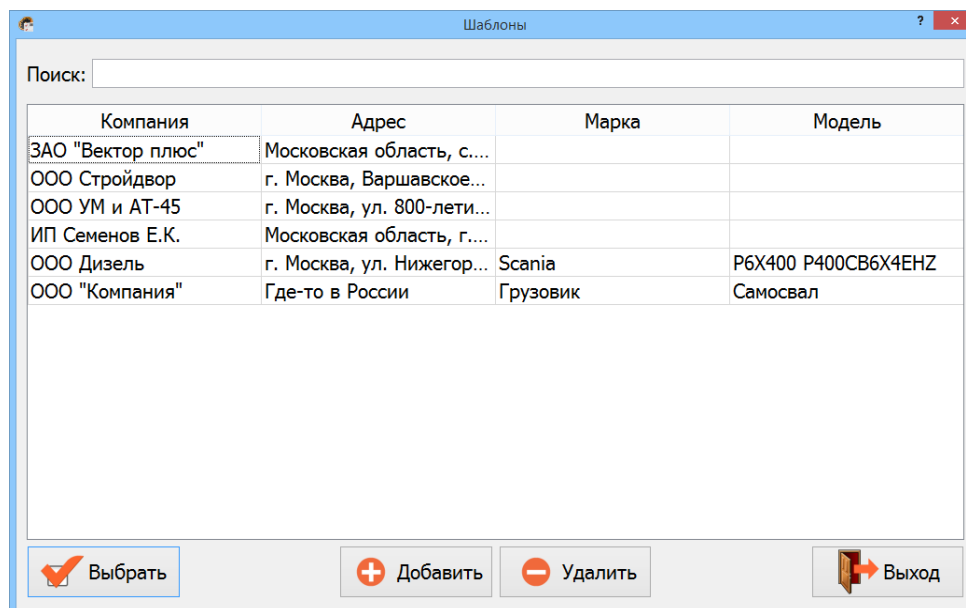 Шаблоны ?
Поиск:
Компания Адрес Марка Модель
ЗАО "Вектор плюс" Московская область, с....
ООО Стройдвор г. Москва, Варшавское...
ООО УМ и АТ-45 г. Москва, ул. 800-лети...
ИП Семенов Е.К. Московская область, г....
ООО Дизель г. Москва, ул. Нижегор... Scania P6X400 P400CB6X4EHZ
ООО "Компания" Где-то в России Грузовик Самосвал
Выбрать Добавить Удалить Выход